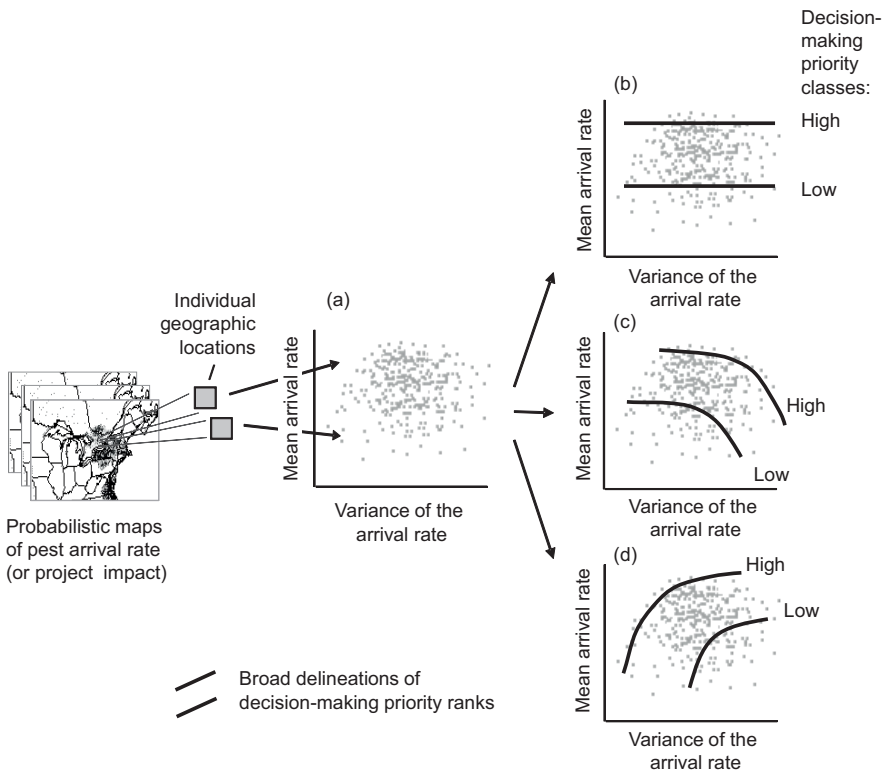 Decision-
making
priority
classes:
(b)
High
Low
Mean arrival rate
Variance of the
arrival rate
Individual
geographic
locations
(a)
Mean arrival rate
Variance of the
arrival rate
(c)
High
Low
Mean arrival rate
Variance of the
arrival rate
Probabilistic maps
of pest arrival rate
(or project impact)
(d)
High
Low
Mean arrival rate
Variance of the
arrival rate
Broad delineations of
decision-making priority ranks